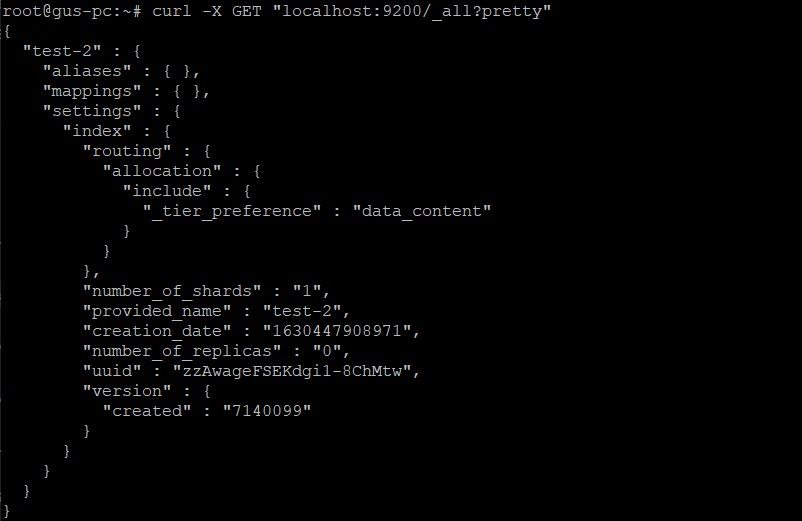 root@gus-pc:~# curl -X GET "localhost:9200/_all?pretty"
{
  "test-2" : {
    "aliases" : { },
    "mappings" : { },
    "settings" : {
      "index" : {
        "routing" : {
          "allocation" : {
            "include" : {
              "_tier_preference" : "data_content"
            }
          }
        },
        "number_of_shards" : "1",
        "provided_name" : "test-2",
        "creation_date" : "1630447908971",
        "number_of_replicas" : "0",
        "uuid" : "zzAwageFSEKdgi1-8ChMtw",
        "version" : {
          "created" : "7140099"
        }
      }
    }
  }
}